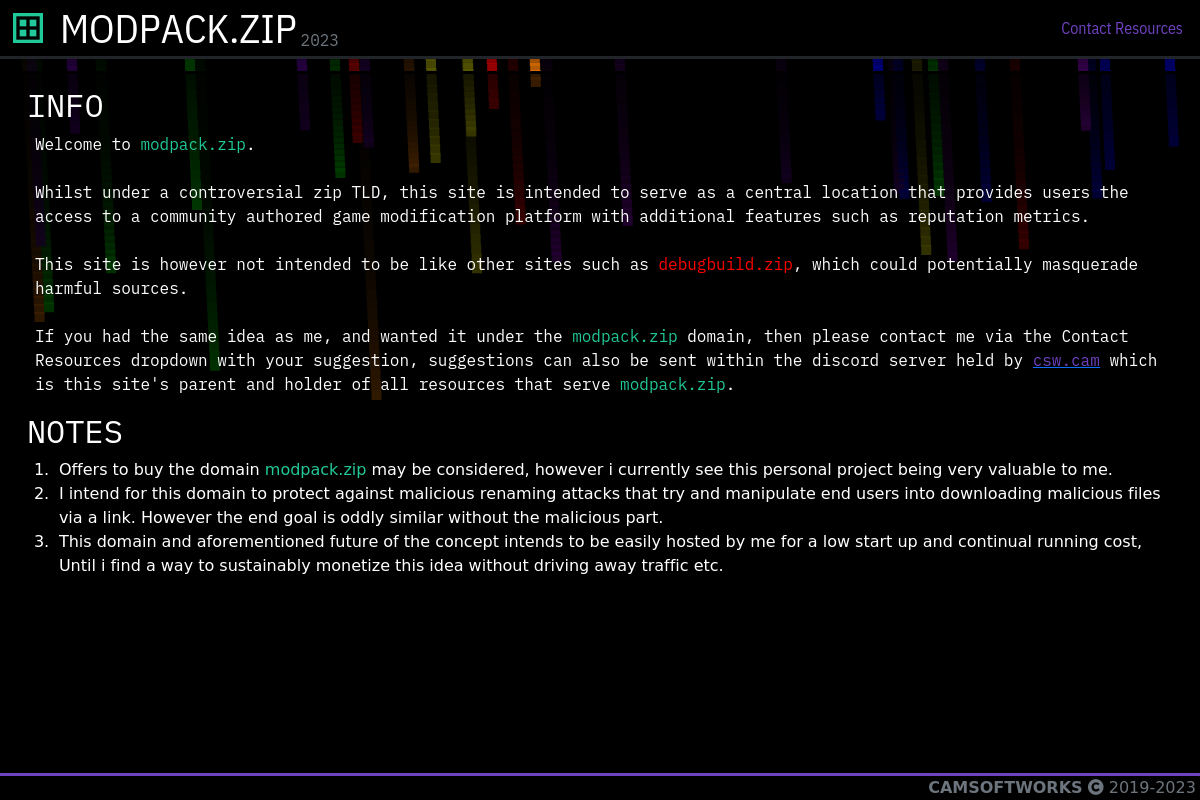 MODPACK.ZIP 2023
Contact Resources
INFO
Welcome to modpack.zip.
Whilst under a controversial zip TLD, this site is intended to serve as a central location that provides users the
access to a community authored game modification platform with additional features such as reputation metrics.
This site is however not intended to be like other sites such as debugbuild.zip, which could potentially masquerade
harmful sources.
If you had the same idea as me, and wanted it under the modpack.zip domain, then please contact me via the Contact
Resources dropdown with your suggestion, suggestions can also be sent within the discord server held by csw.cam which
is this site's parent and holder of all resources that serve modpack.zip.
NOTES
1. Offers to buy the domain modpack.zip may be considered, however i currently see this personal project being very valuable to me.
2. I intend for this domain to protect against malicious renaming attacks that try and manipulate end users into downloading malicious files
via a link. However the end goal is oddly similar without the malicious part.
3. This domain and aforementioned future of the concept intends to be easily hosted by me for a low start up and continual running cost,
Until i find a way to sustainably monetize this idea without driving away traffic etc.
CAMSOFTWORKS © 2019-2023